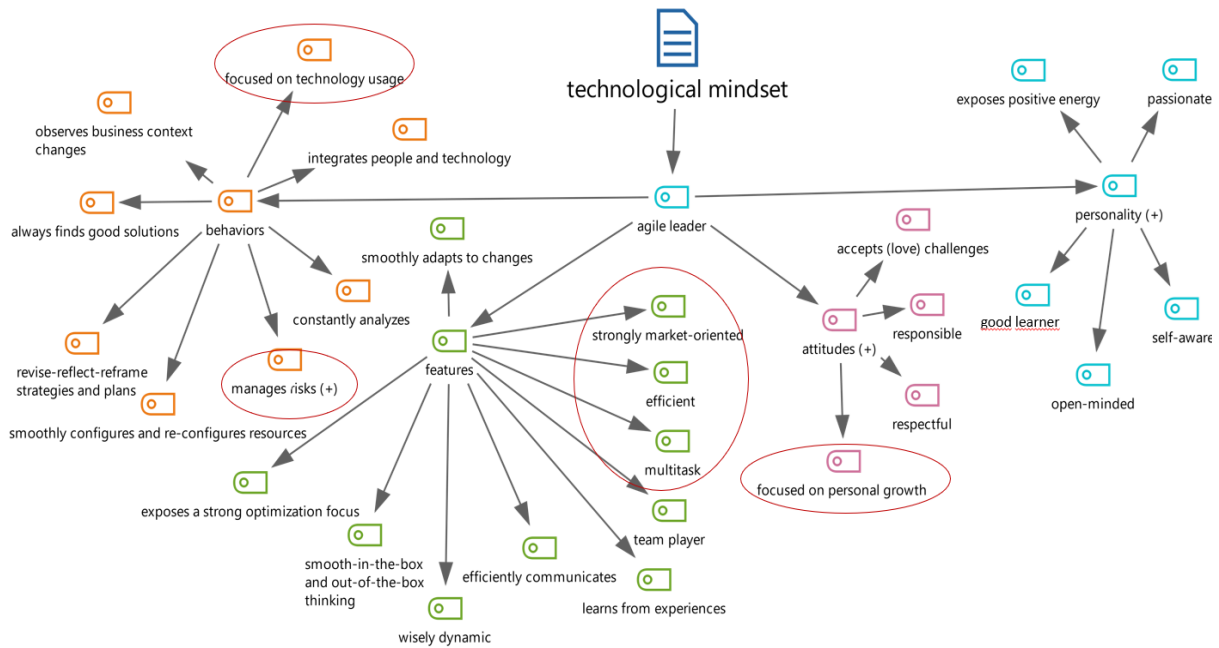 technological mindset
focused on technology usage
exposes positive energy
passionate
observes business context
changes
integrates people and technology
always finds good solutions
behaviors
agile leader
personality (+)
smoothly adapts to changes
accepts (love) challenges
constantly analyzes
strongly market-oriented
responsible
good learner
self-aware
attitudes (+)
revise-reflect-reframe
strategies and plans
manages risks (+)
features
efficient
open-minded
respectful
smoothly configures and re-configures resources
multitask
focused on personal growth
exposes a strong optimization focus
team player
smooth-in-the-box
and out-of-the-box
thinking
efficiently communicates
learns from experiences
wisely dynamic